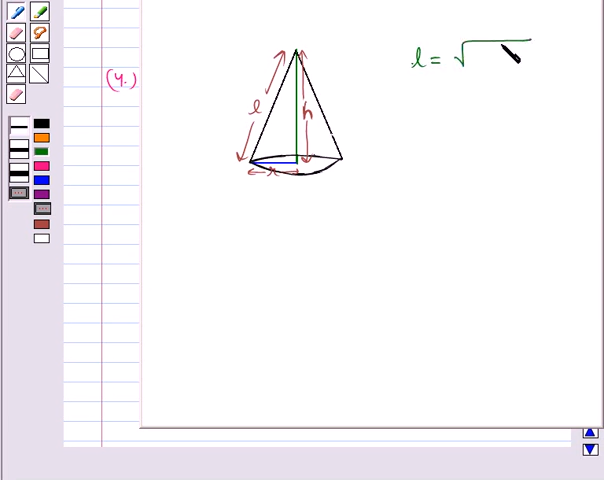 (4.)
l = √
l
h
r